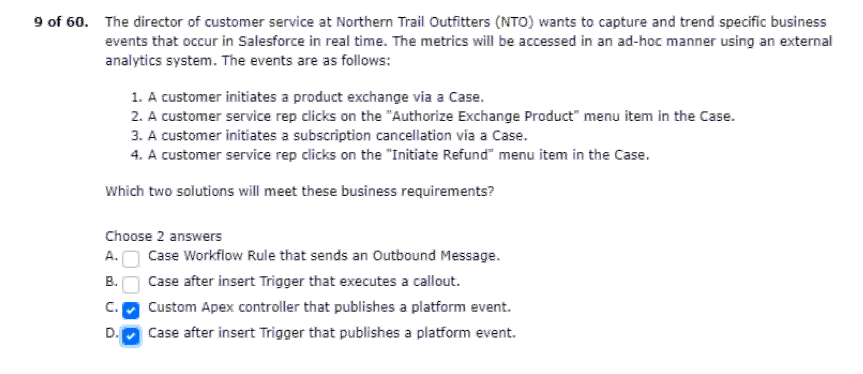 9 of 60. The director of customer service at Northern Trail Outfitters (NTO) wants to capture and trend specific business
events that occur in Salesforce in real time. The metrics will be accessed in an ad-hoc manner using an external
analytics system. The events are as follows:
1. A customer initiates a product exchange via a Case.
2. A customer service rep clicks on the "Authorize Exchange Product" menu item in the Case.
3. A customer initiates a subscription cancellation via a Case.
4. A customer service rep clicks on the "Initiate Refund" menu item in the Case.
Which two solutions will meet these business requirements?
Choose 2 answers
A. Case Workflow Rule that sends an Outbound Message.
B. Case after insert Trigger that executes a callout.
C. Custom Apex controller that publishes a platform event.
D. Case after insert Trigger that publishes a platform event.